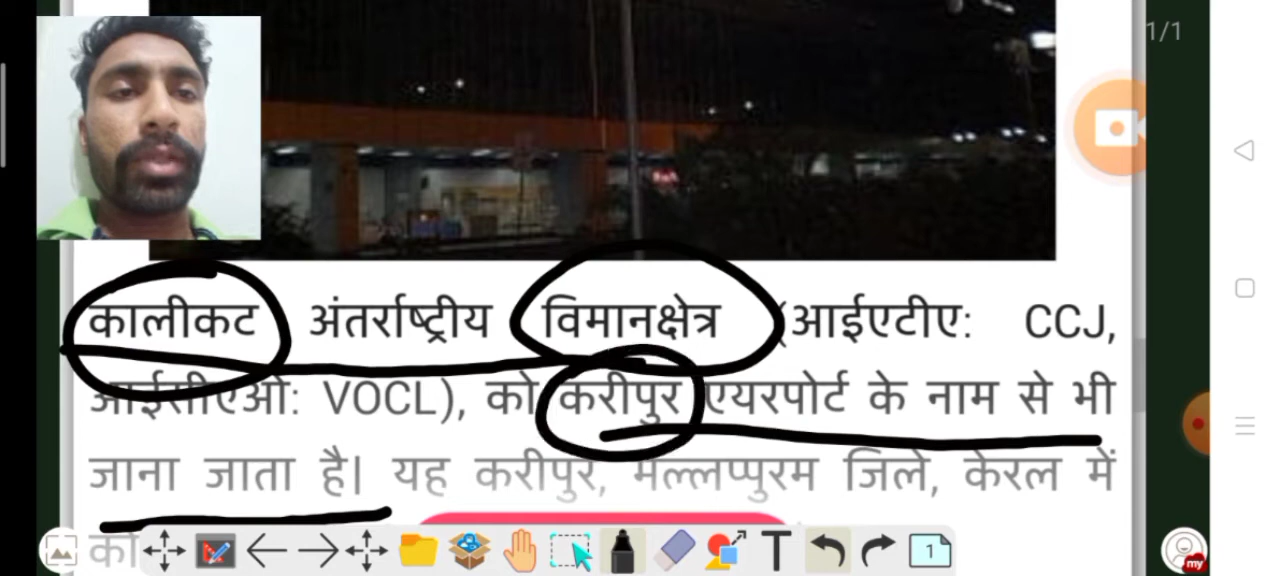 1/1
कालीकट अंतर्राष्ट्रीय विमानक्षेत्र (आईएटीए: CCJ,
आईसीएओ: VOCL), को करीपुर एयरपोर्ट के नाम से भी
जाना जाता है। यह करीपुर, मल्लप्पुरम जिले, केरल में
को
T
1
my